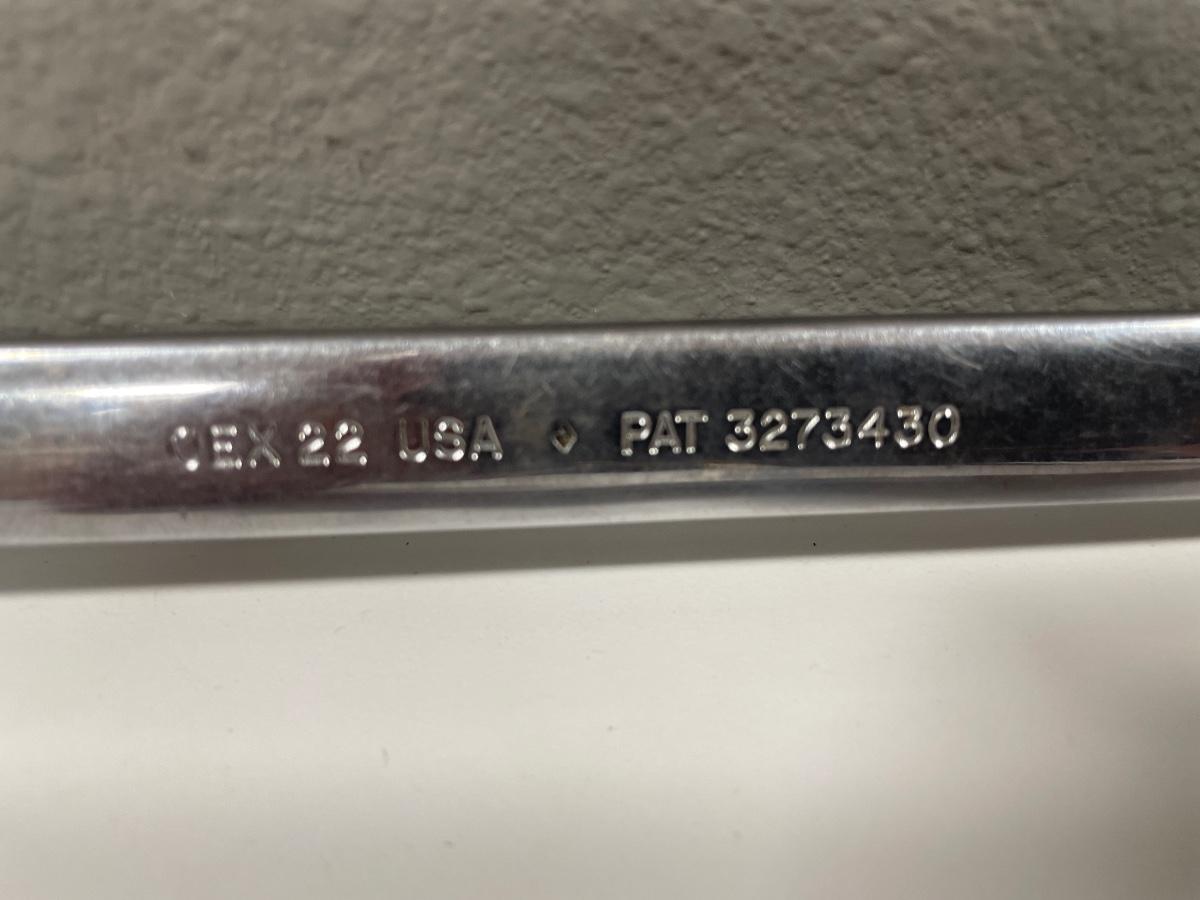 OEX 22 USA ◇ PAT 3273430